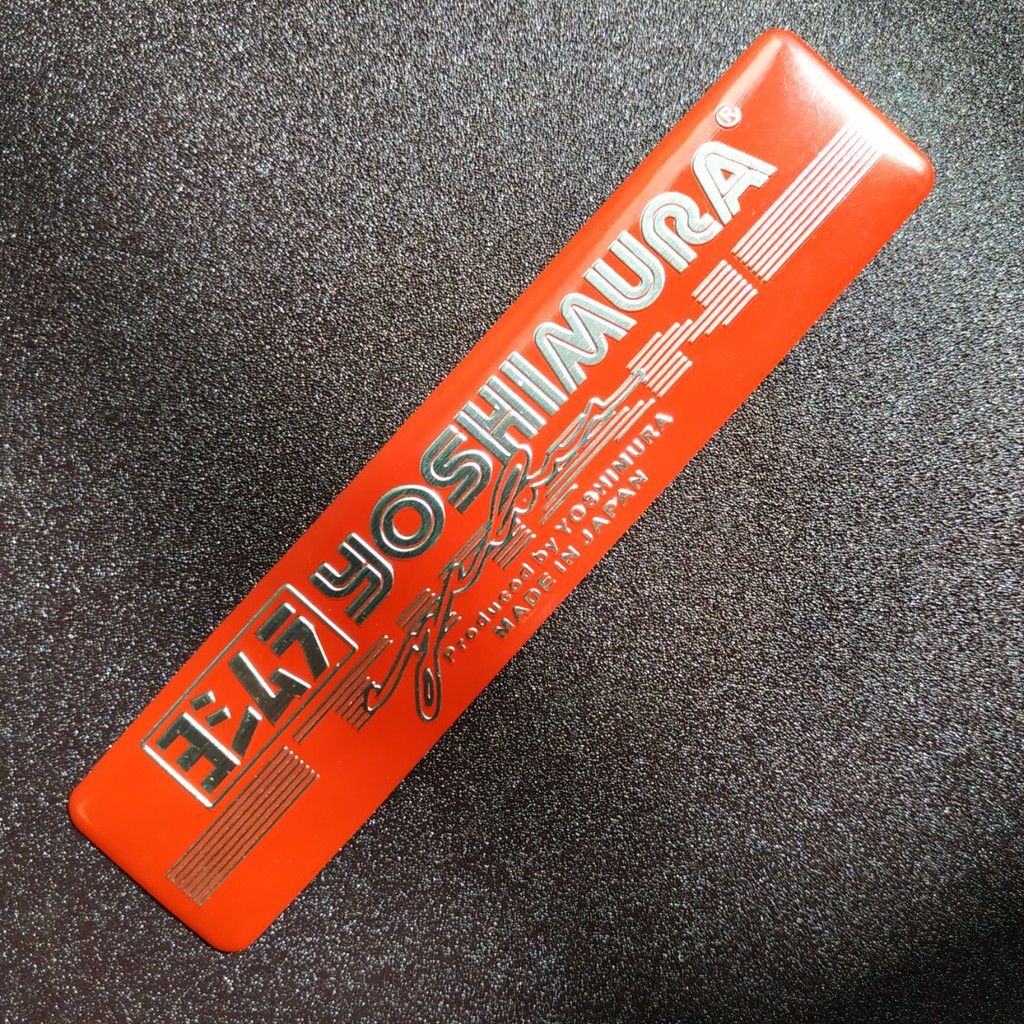 ヨシムラ YOSHIMURA®
Produced by YOSHIMURA
MADE IN JAPAN